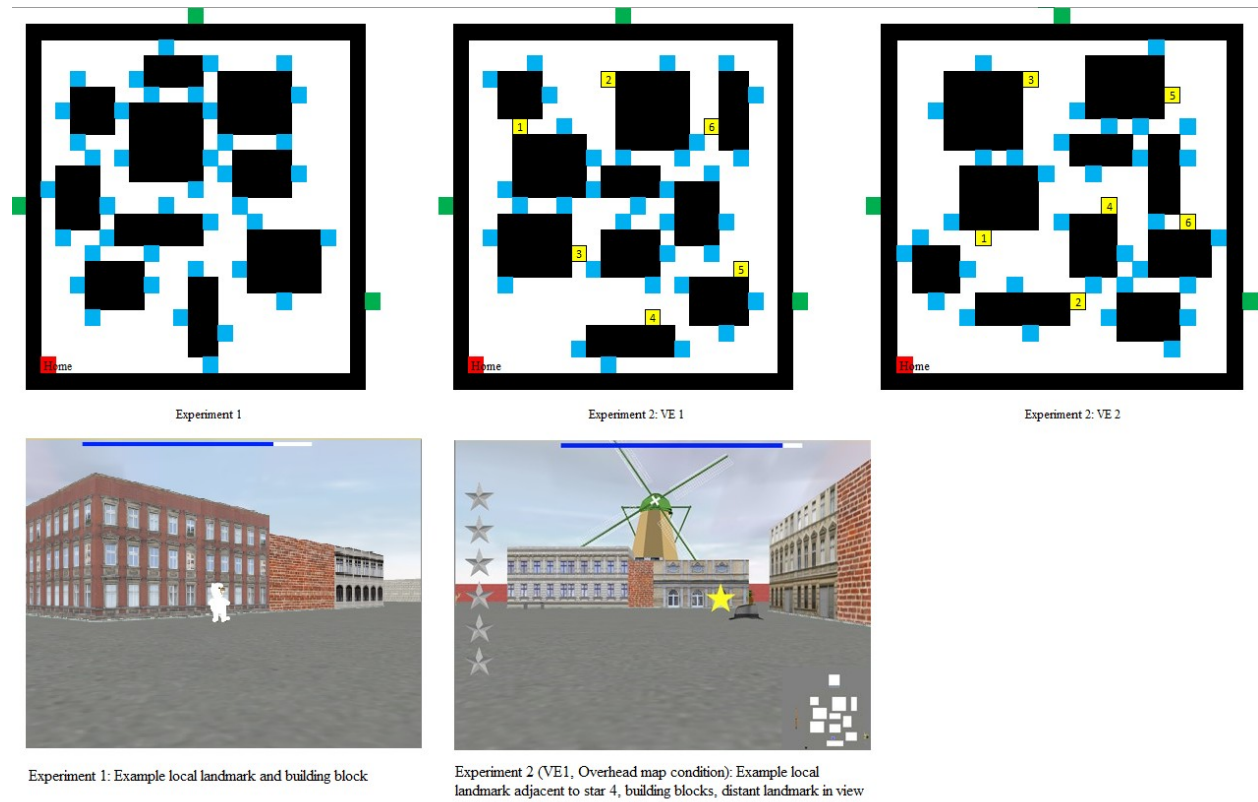 Home
Home
Home
2
1
6
3
5
4
3
5
4
1
6
2
Experiment 1
Experiment 2: VE 1
Experiment 2: VE 2
Experiment 1: Example local landmark and building block
Experiment 2 (VE1, Overhead map condition): Example local
landmark adjacent to star 4, building blocks, distant landmark in view